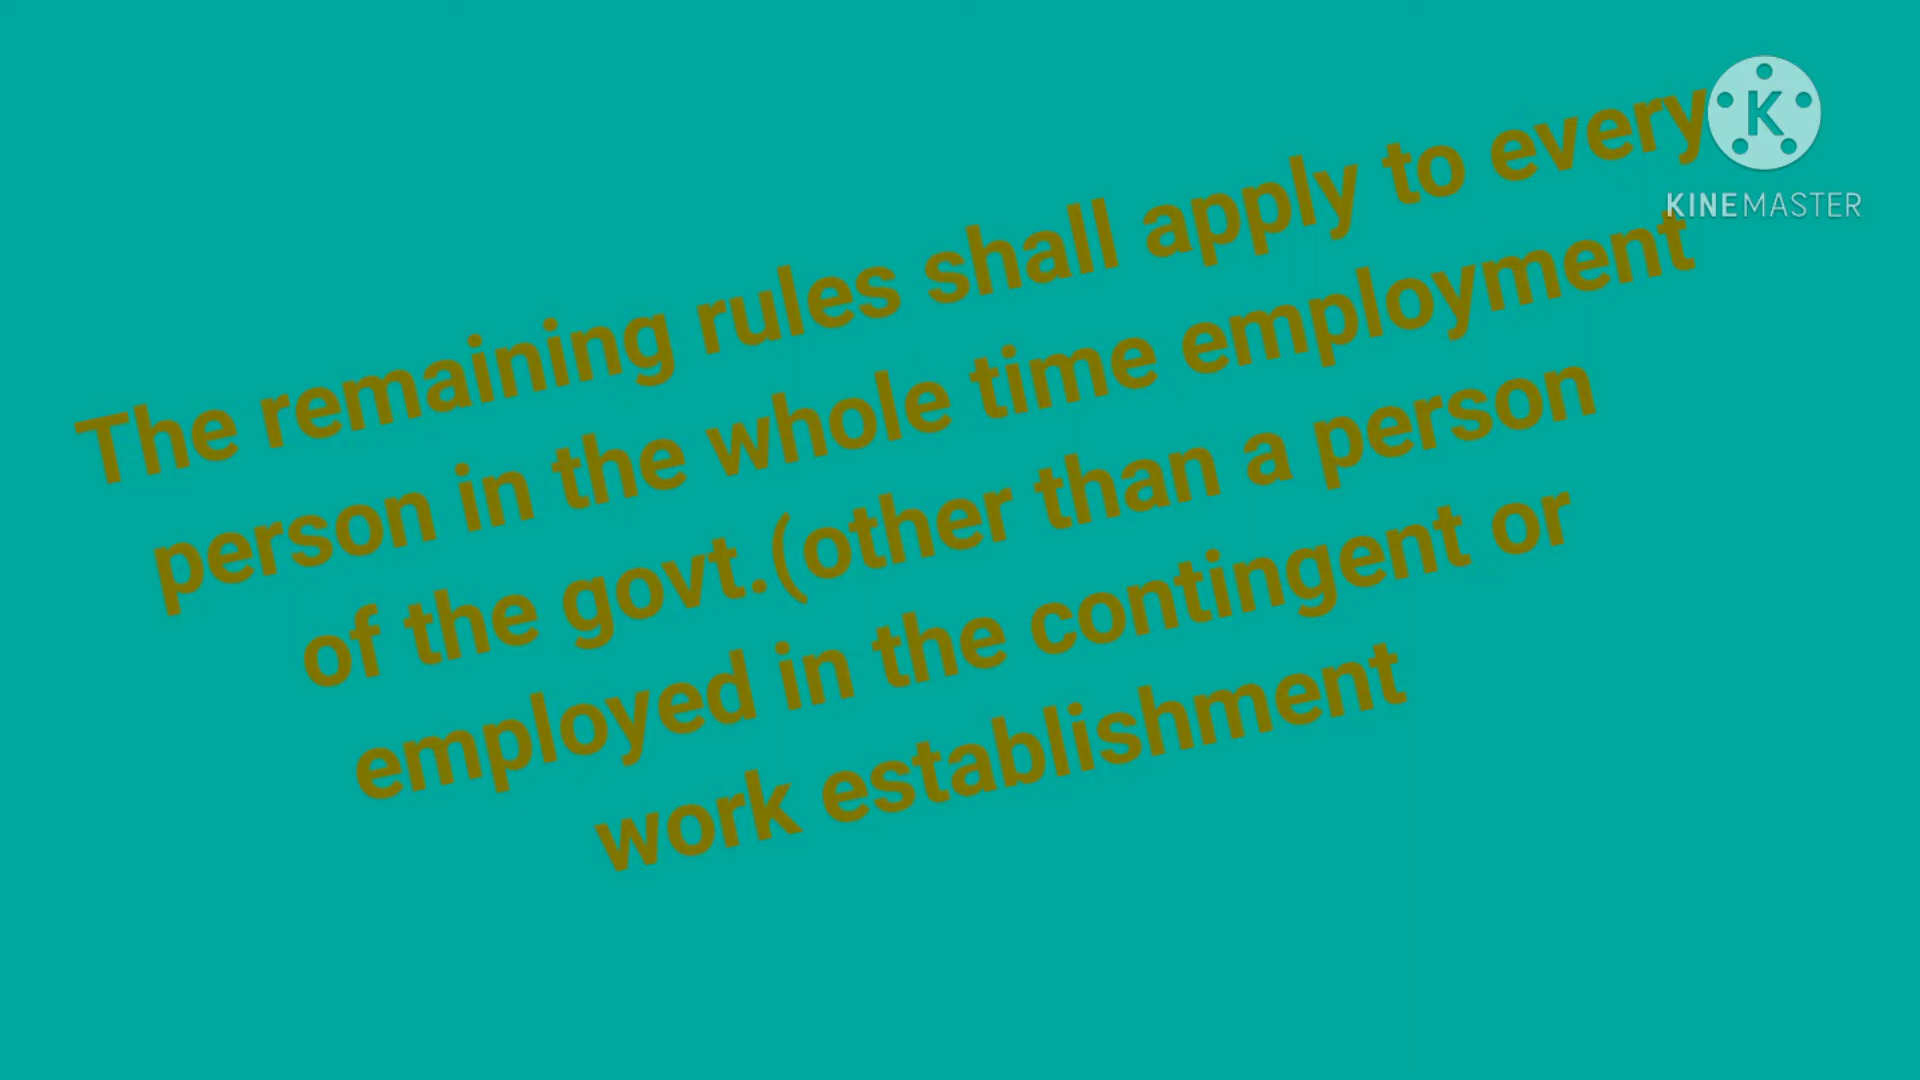 The remaining rules shall apply to every
person in the whole time employment
of the govt.(other than a person
employed in the contingent or
work establishment
K
KINEMASTER